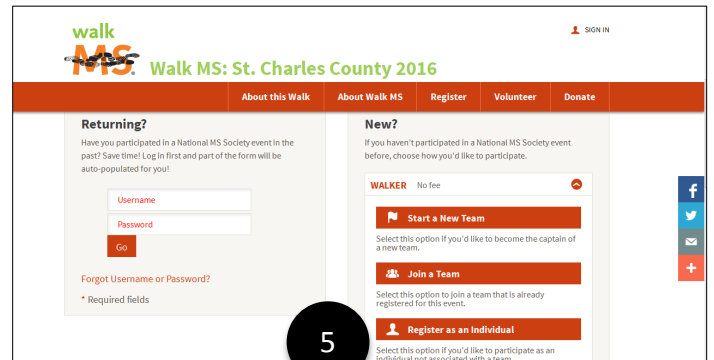 walk
MS®
SIGN IN
Walk MS: St. Charles County 2016
About this Walk About Walk MS Register Volunteer Donate
Returning?
Have you participated in a National MS Society event in the
past? Save time! Log in first and part of the form will be
auto-populated for you!
Username
Password
Go
Forgot Username or Password?
* Required fields
New?
If you haven't participated in a National MS Society event
before, choose how you'd like to participate.
WALKER No fee
Start a New Team
Select this option if you'd like to become the captain of
a new team.
Join a Team
Select this option to join a team that is already
registered for this event.
Register as an Individual
Select this option if you'd like to participate as an
individual not associated with a team.
5
f